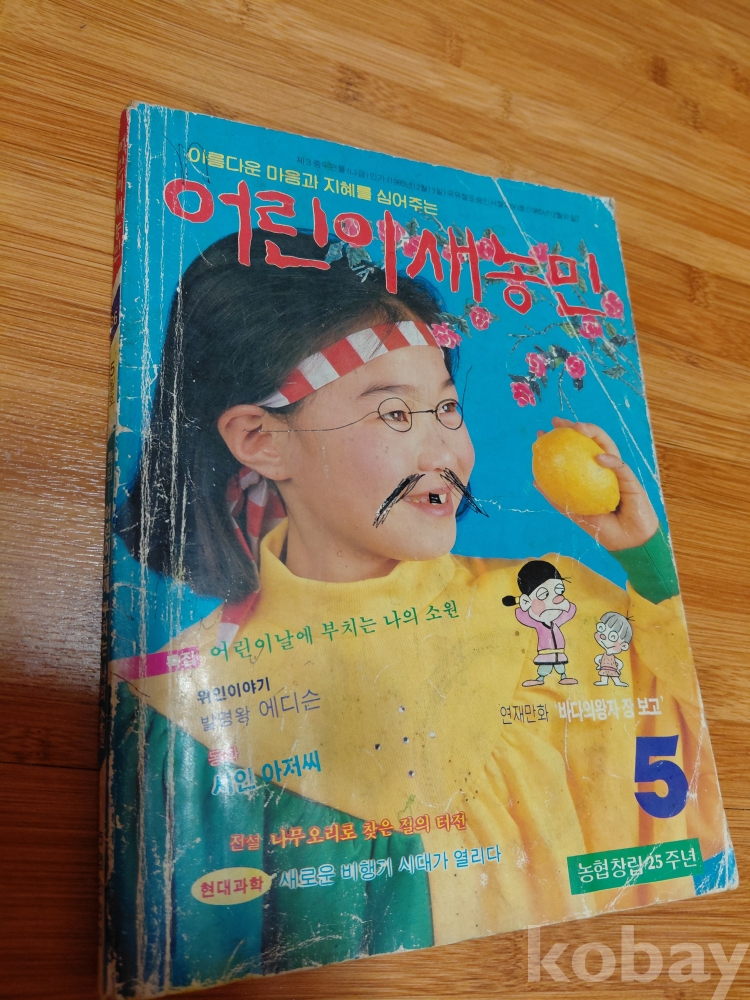 아름다운 마음과 지혜를 심어주는
어린이새농민
특집 어린이날에 부치는 나의 소원
위인이야기
발명왕 에디슨
연재만화 '바다의왕자 장 보고'
동화
시인 아저씨
5
전설 나무오리로 찾은 절의 터전
현대과학 새로운 비행기 시대가 열리다
농협창립25주년
kobay